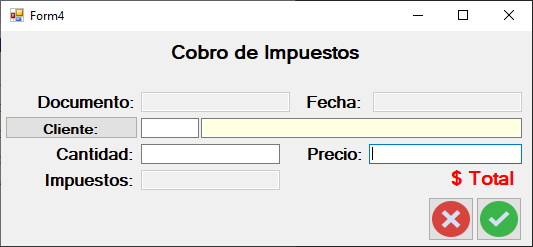 Form4
Cobro de Impuestos
Documento: Fecha:
Cliente:
Cantidad: Precio:
Impuestos:
$ Total